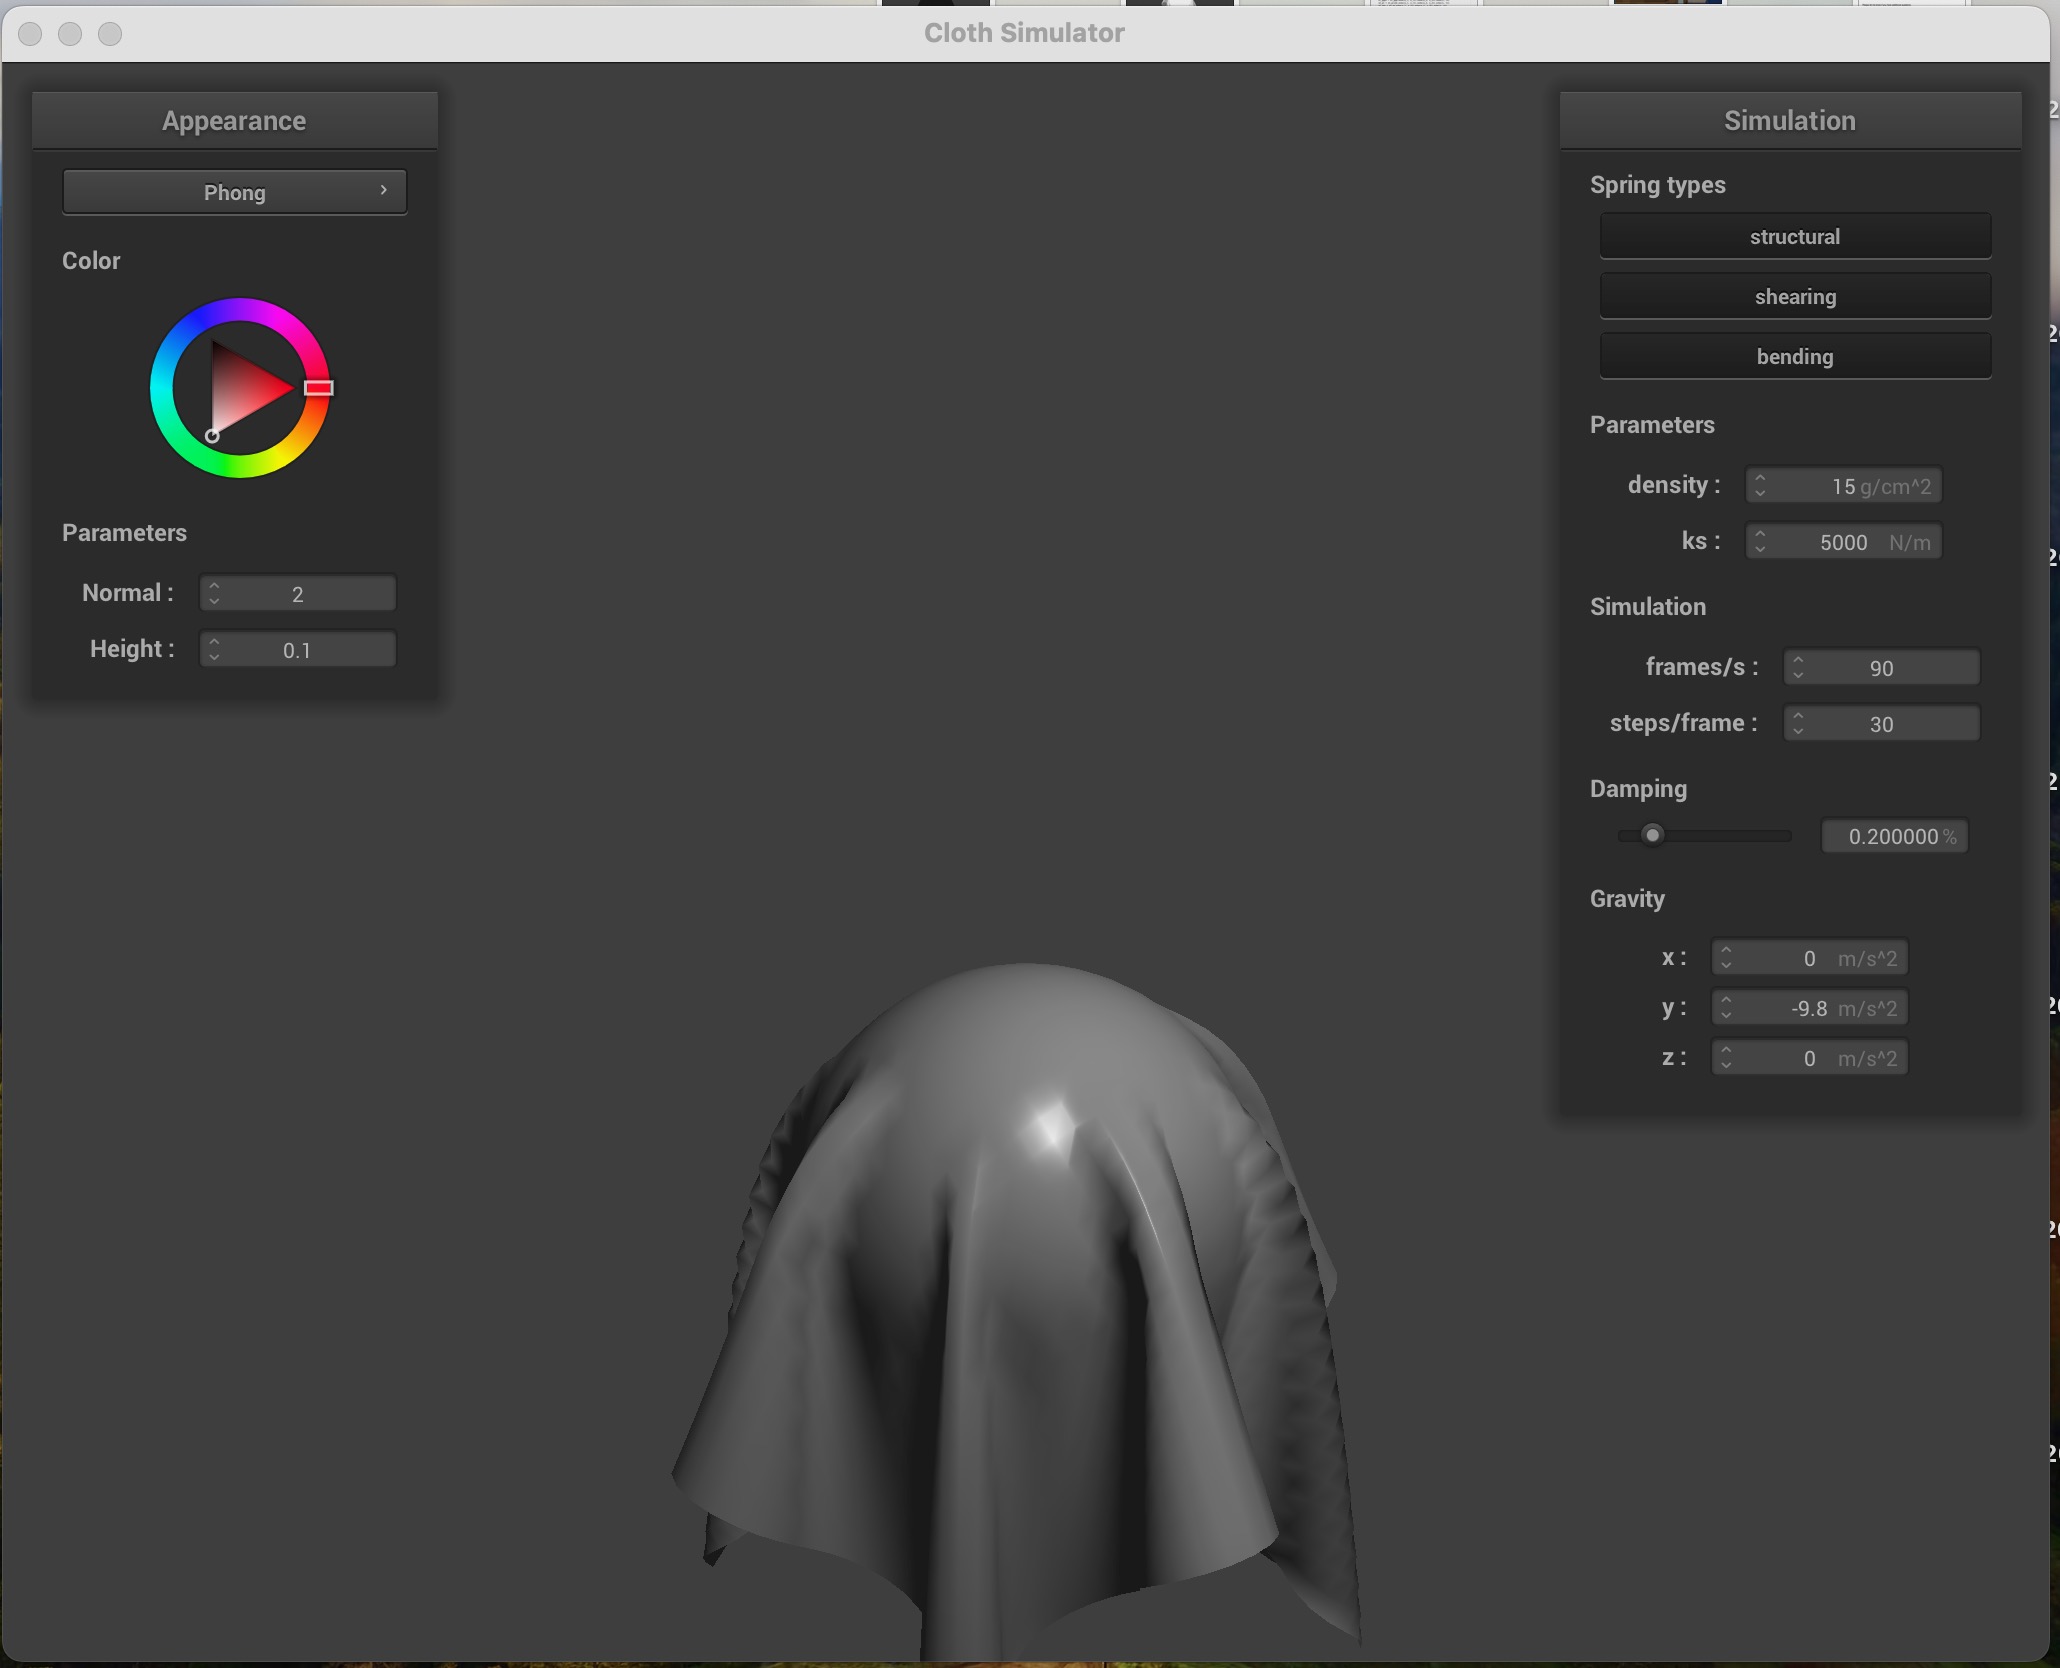 Cloth Simulator
Appearance
Phong
Color
Parameters
Normal : 2
Height : 0.1
Simulation
Spring types
structural
shearing
bending
Parameters
density : 15 g/cm^2
ks : 5000 N/m
Simulation
frames/s : 90
steps/frame : 30
Damping
0.200000 %
Gravity
x : 0 m/s^2
y : -9.8 m/s^2
z : 0 m/s^2